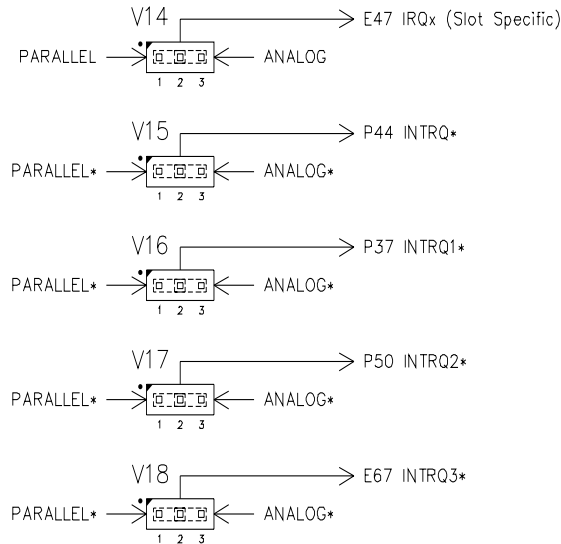 V14
E47 IRQx (Slot Specific)
PARALLEL
ANALOG
1 2 3
V15
P44 INTRQ*
PARALLEL*
ANALOG*
1 2 3
V16
P37 INTRQ1*
PARALLEL*
ANALOG*
1 2 3
V17
P50 INTRQ2*
PARALLEL*
ANALOG*
1 2 3
V18
E67 INTRQ3*
PARALLEL*
ANALOG*
1 2 3